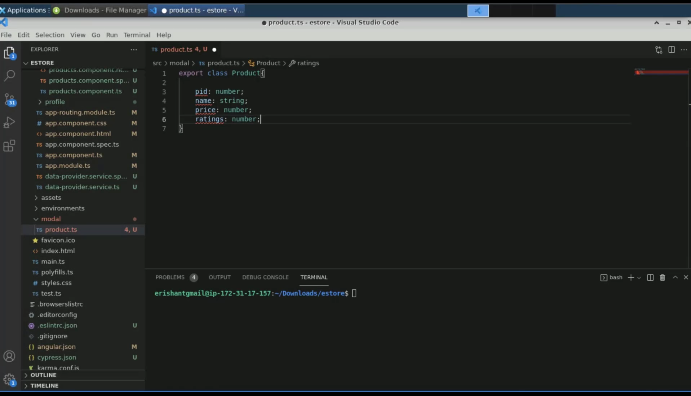 Applications
Downloads - File Manager
● product.ts - estore - V...
● product.ts - estore - Visual Studio Code
File Edit Selection View Go Run Terminal Help
EXPLORER
ESTORE
products.component.sp... U
products.component.ts U
profile
TS app-routing.module.ts M
# app.component.css M
<> app.component.html M
TS app.component.spec.ts
TS app.component.ts M
TS app.module.ts M
TS data-provider.service.sp... U
TS data-provider.service.ts U
assets
environments
modal
TS product.ts 4, U
favicon.ico
<> index.html
TS main.ts
TS polyfills.ts
# styles.css
TS test.ts
.browserslistrc
.editorconfig
.eslintrc.json U
.gitignore
{} angular.json M
{} cypress.json U
karma.conf.js
OUTLINE
TIMELINE
31
TS product.ts 4, U ●
src > modal > TS product.ts > Product > ratings
1 export class Product{
2
3 pid: number;
4 name: string;
5 price: number;
6 ratings: number;
7 }
PROBLEMS 4 OUTPUT DEBUG CONSOLE TERMINAL
bash
erishantgmail@ip-172-31-17-157:~/Downloads/estore$